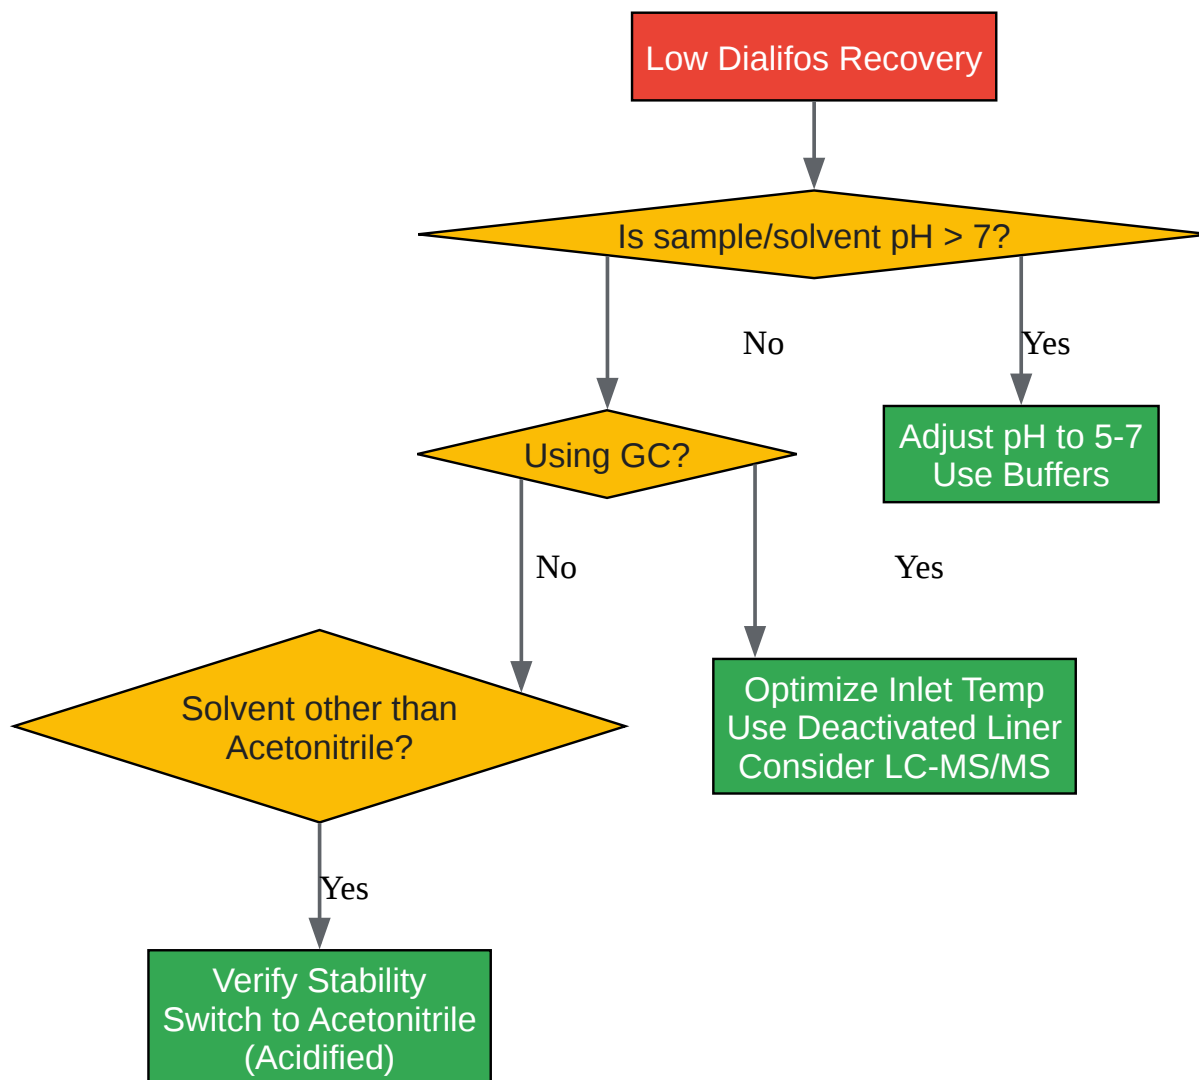 Low Dialifos Recovery
Is sample/solvent pH > 7?
No
Yes
Adjust pH to 5-7
Use Buffers
Using GC?
No
Yes
Solvent other than
Acetonitrile?
Optimize Inlet Temp
Use Deactivated Liner
Consider LC-MS/MS
Yes
Verify Stability
Switch to Acetonitrile
(Acidified)